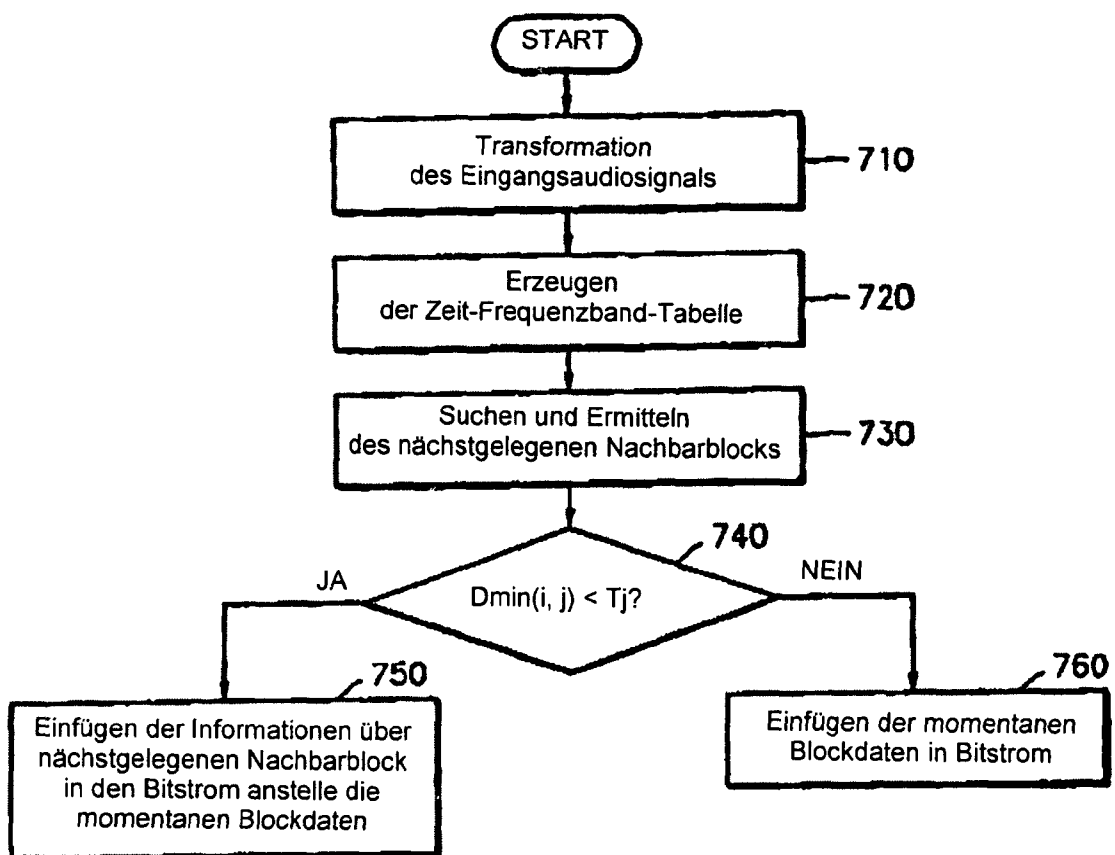 START
Transformation
des Eingangsaudiosignals
710
Erzeugen
der Zeit-Frequenzband-Tabelle
720
Suchen und Ermitteln
des nächstgelegenen Nachbarblocks
730
740
JA
Dmin(i, j) < Tj?
NEIN
750
Einfügen der Informationen über
nächstgelegenen Nachbarblock
in den Bitstrom anstelle die
momentanen Blockdaten
760
Einfügen der momentanen
Blockdaten in Bitstrom